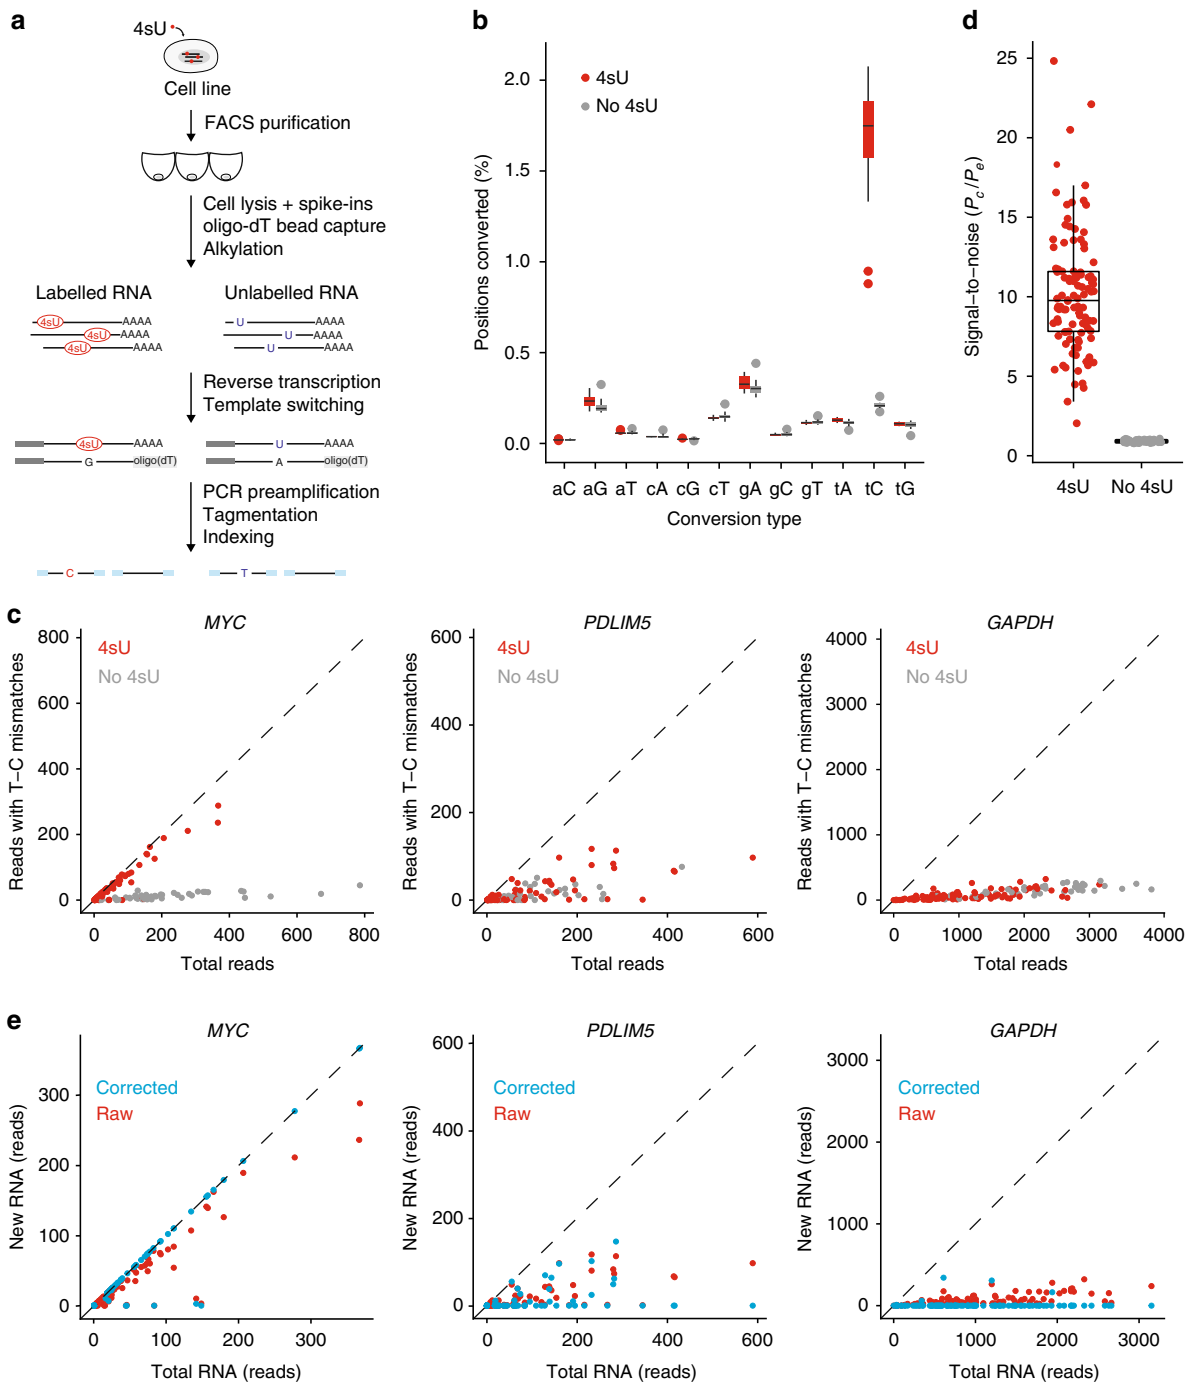 a
4sU
Cell line
FACS purification
Cell lysis + spike-ins
oligo-dT bead capture
Alkylation
Labelled RNA
Unlabelled RNA
4sU AAAA
4sU AAAA
4sU AAAA
U AAAA
U AAAA
U AAAA
Reverse transcription
Template switching
4sU AAAA
G oligo(dT)
U AAAA
A oligo(dT)
PCR preamplification
Tagmentation
Indexing
C
T
b
Positions converted (%)
2.0
1.5
1.0
0.5
0.0
4sU
No 4sU
aC aG aT cA cG cT gA gC gT tA tC tG
Conversion type
d
Signal–to–noise (Pc/Pe)
25
20
15
10
5
0
4sU No 4sU
c
MYC
Reads with T–C mismatches
800
600
400
200
0
4sU
No 4sU
0 200 400 600 800
Total reads
PDLIM5
Reads with T–C mismatches
600
400
200
0
4sU
No 4sU
0 200 400 600
Total reads
GAPDH
Reads with T–C mismatches
4000
3000
2000
1000
0
4sU
No 4sU
0 1000 2000 3000 4000
Total reads
e
MYC
New RNA (reads)
300
200
100
0
Corrected
Raw
0 100 200 300
Total RNA (reads)
PDLIM5
New RNA (reads)
600
400
200
0
Corrected
Raw
0 200 400 600
Total RNA (reads)
GAPDH
New RNA (reads)
3000
2000
1000
0
Corrected
Raw
0 1000 2000 3000
Total RNA (reads)